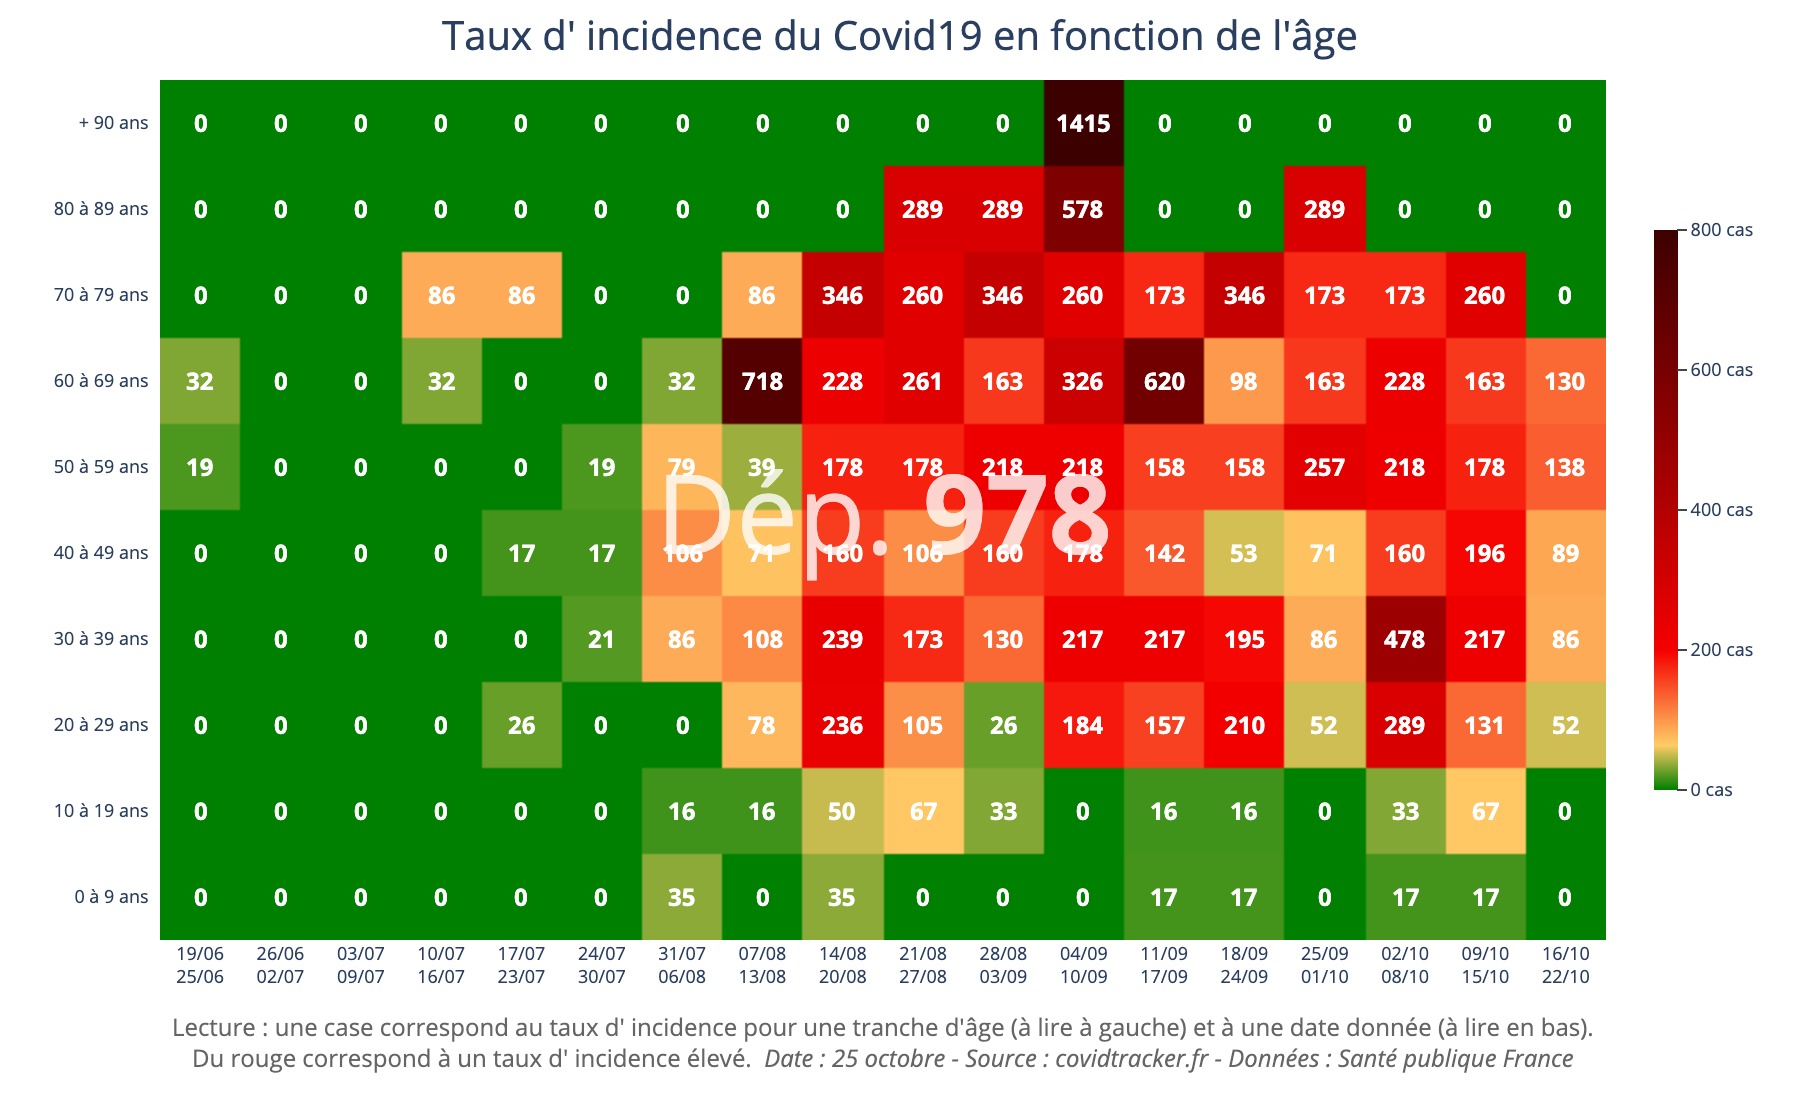 Taux d' incidence du Covid19 en fonction de l'âge
+ 90 ans 0 0 0 0 0 0 0 0 0 0 0 1415 0 0 0 0 0 0
80 à 89 ans 0 0 0 0 0 0 0 0 0 289 289 578 0 0 289 0 0 0
800 cas
70 à 79 ans 0 0 0 86 86 0 0 86 346 260 346 260 173 346 173 173 260 0
60 à 69 ans 32 0 0 32 0 0 32 718 228 261 163 326 620 98 163 228 163 130
600 cas
50 à 59 ans 19 0 0 0 0 19 79 39 178 178 218 218 158 158 257 218 178 138
Dép. 978
400 cas
40 à 49 ans 0 0 0 0 17 17 106 71 160 106 160 178 142 53 71 160 196 89
30 à 39 ans 0 0 0 0 0 21 86 108 239 173 130 217 217 195 86 478 217 86
200 cas
20 à 29 ans 0 0 0 0 26 0 0 78 236 105 26 184 157 210 52 289 131 52
0 cas
10 à 19 ans 0 0 0 0 0 0 16 16 50 67 33 0 16 16 0 33 67 0
0 à 9 ans 0 0 0 0 0 0 35 0 35 0 0 0 17 17 0 17 17 0
19/06 26/06 03/07 10/07 17/07 24/07 31/07 07/08 14/08 21/08 28/08 04/09 11/09 18/09 25/09 02/10 09/10 16/10
25/06 02/07 09/07 16/07 23/07 30/07 06/08 13/08 20/08 27/08 03/09 10/09 17/09 24/09 01/10 08/10 15/10 22/10
Lecture : une case correspond au taux d' incidence pour une tranche d'âge (à lire à gauche) et à une date donnée (à lire en bas).
Du rouge correspond à un taux d' incidence élevé. Date : 25 octobre - Source : covidtracker.fr - Données : Santé publique France